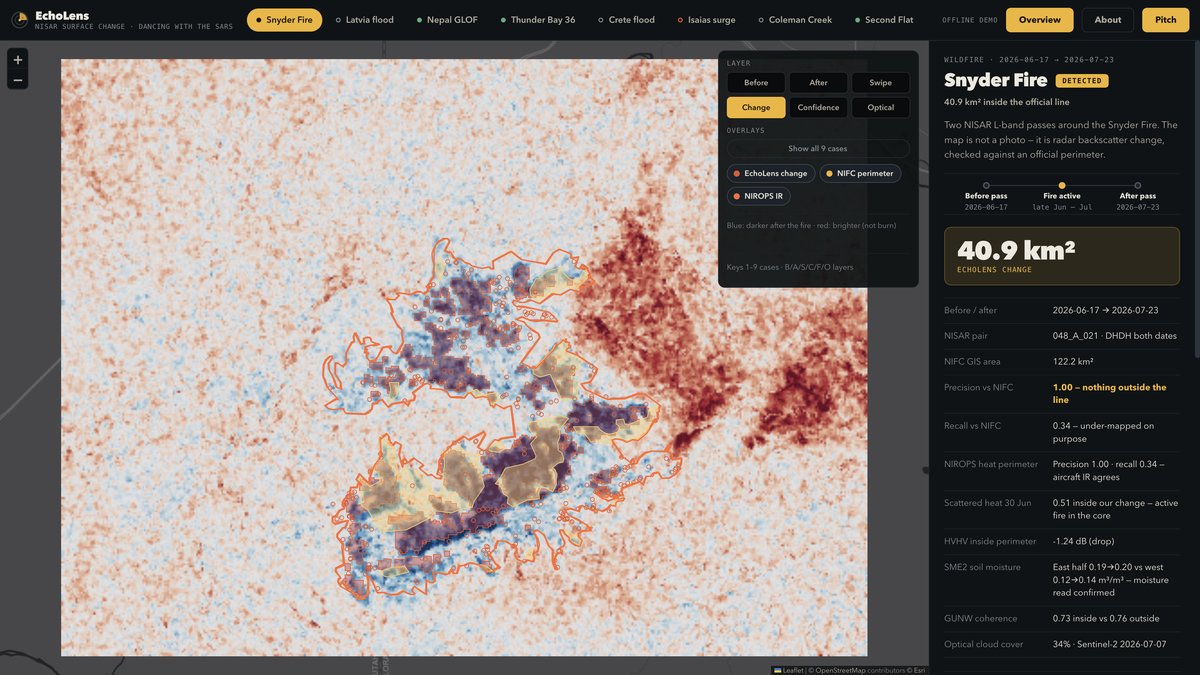 EchoLens
NISAR SURFACE CHANGE · DANCING WITH THE SARS
Snyder Fire
Latvia flood
Nepal GLOF
Thunder Bay 36
Crete flood
Isaias surge
Coleman Creek
Second Flat
OFFLINE DEMO
Overview
About
Pitch
+
−
LAYER
Before
After
Swipe
Change
Confidence
Optical
OVERLAYS
Show all 9 cases
EchoLens change
NIFC perimeter
NIROPS IR
Blue: darker after the fire · red: brighter (not burn)
Keys 1–9 cases · B/A/S/C/F/O layers
WILDFIRE · 2026-06-17 → 2026-07-23
Snyder Fire
DETECTED
40.9 km² inside the official line
Two NISAR L-band passes around the Snyder Fire. The
map is not a photo — it is radar backscatter change,
checked against an official perimeter.
Before pass
2026-06-17
Fire active
late Jun – Jul
After pass
2026-07-23
40.9 km²
ECHOLENS CHANGE
Before / after
2026-06-17 → 2026-07-23
NISAR pair
048_A_021 · DHDH both dates
NIFC GIS area
122.2 km²
Precision vs NIFC
1.00 — nothing outside the
line
Recall vs NIFC
0.34 — under-mapped on
purpose
NIROPS heat perimeter
Precision 1.00 · recall 0.34 —
aircraft IR agrees
Scattered heat 30 Jun
0.51 inside our change — active
fire in the core
HVHV inside perimeter
-1.24 dB (drop)
SME2 soil moisture
East half 0.19→0.20 vs west
0.12→0.14 m³/m³ — moisture
read confirmed
GUNW coherence
0.73 inside vs 0.76 outside
Optical cloud cover
34% · Sentinel-2 2026-07-07
Leaflet | © OpenStreetMap contributors © Esri